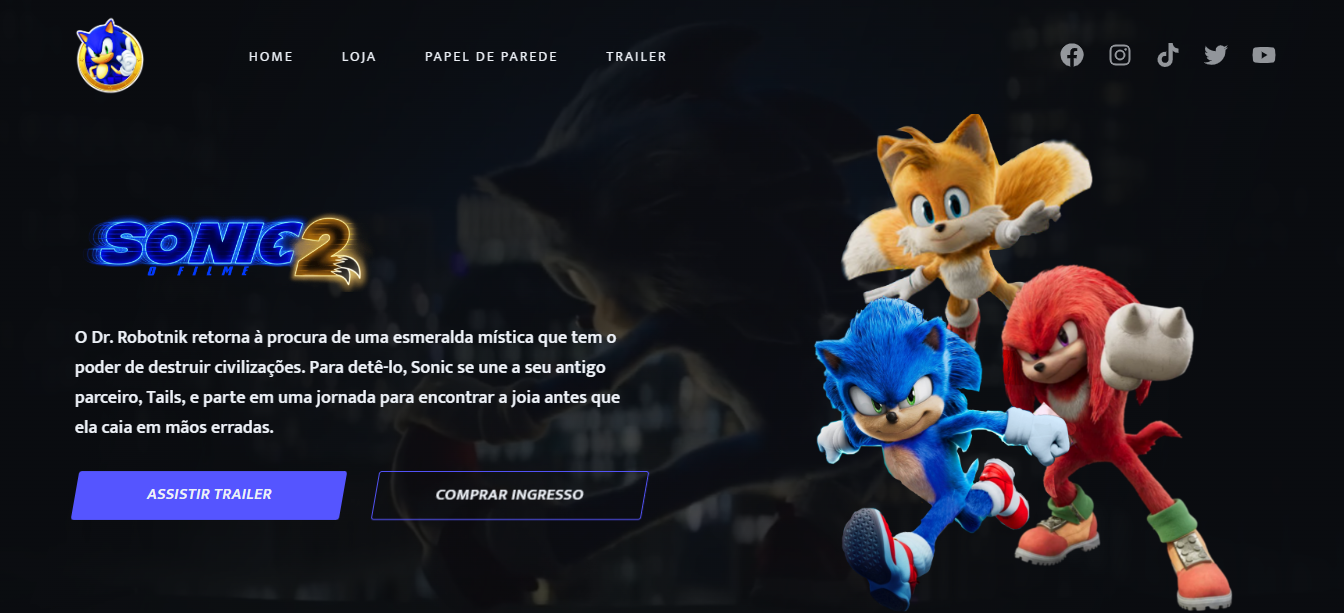 HOME
LOJA
PAPEL DE PAREDE
TRAILER
SONIC 2
O FILME
O Dr. Robotnik retorna à procura de uma esmeralda mística que tem o
poder de destruir civilizações. Para detê-lo, Sonic se une a seu antigo
parceiro, Tails, e parte em uma jornada para encontrar a joia antes que
ela caia em mãos erradas.
ASSISTIR TRAILER
COMPRAR INGRESSO